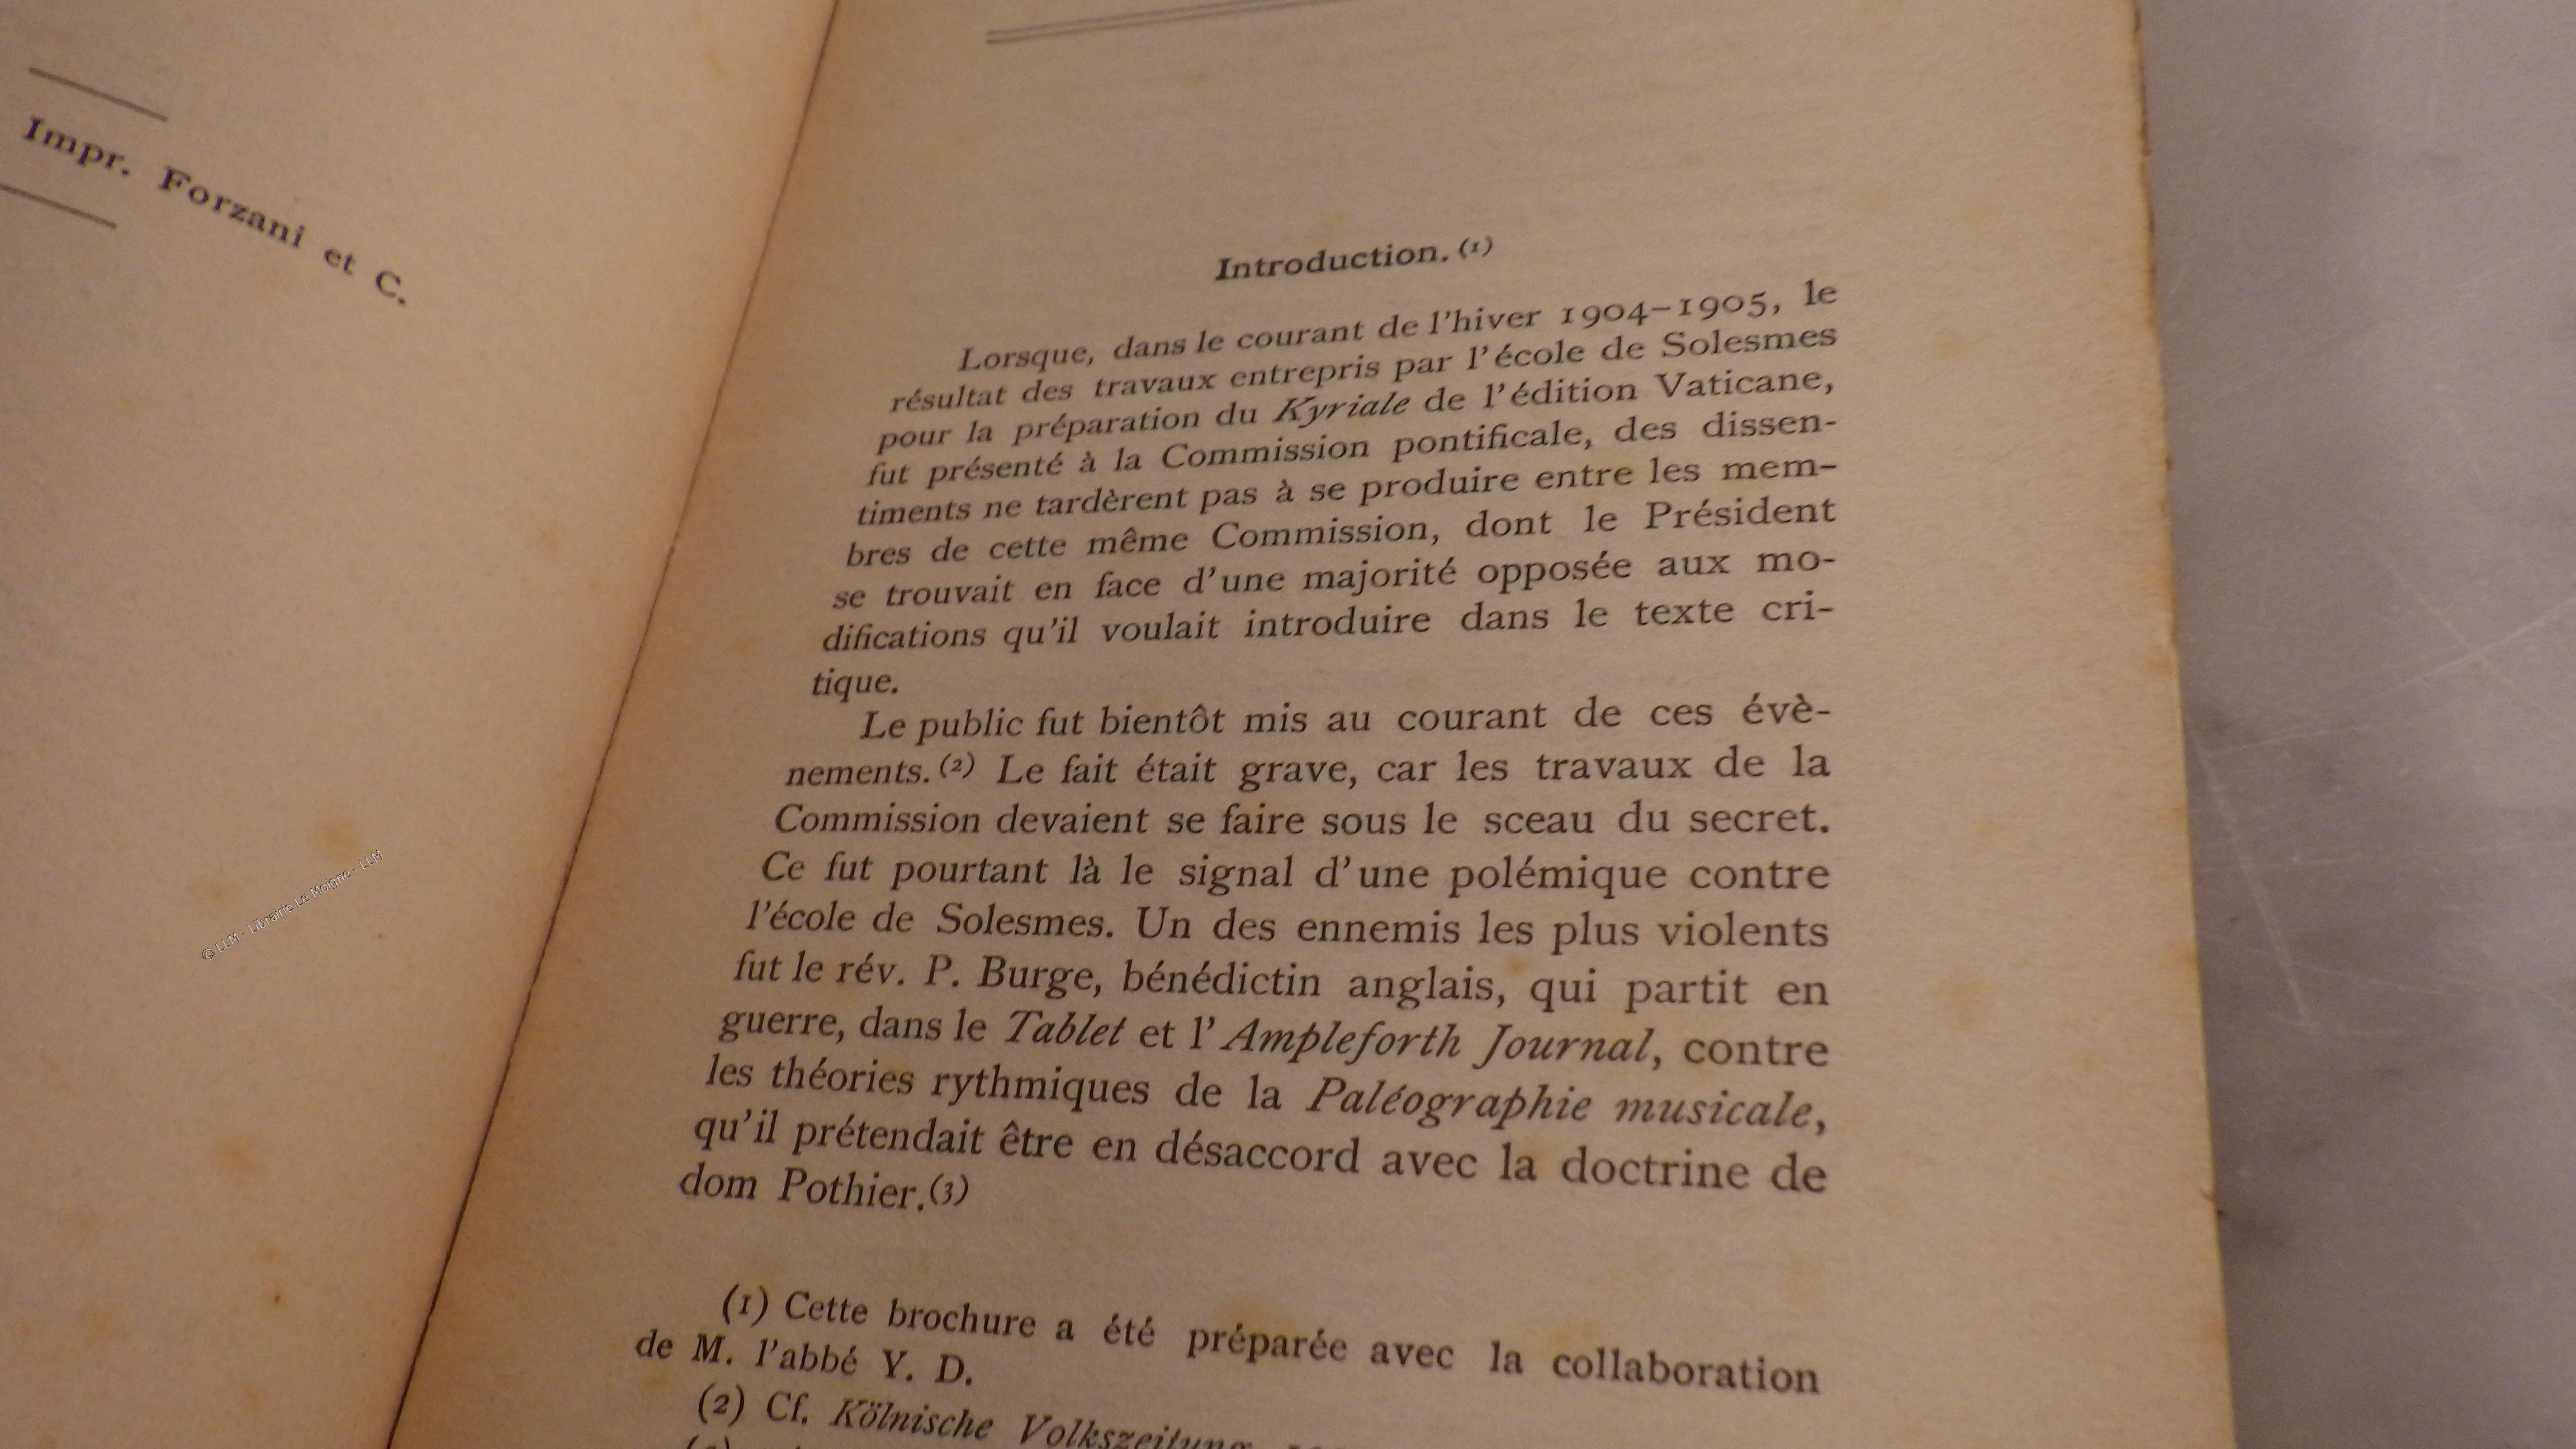 Impr. Forzani et C.
© LLM - Librairie Le Moigne - LLM
Introduction. (1)
Lorsque, dans le courant de l'hiver 1904–1905, le
résultat des travaux entrepris par l'école de Solesmes
pour la préparation du Kyriale de l'édition Vaticane,
fut présenté à la Commission pontificale, des dissen-
timents ne tardèrent pas à se produire entre les mem-
bres de cette même Commission, dont le Président
se trouvait en face d'une majorité opposée aux mo-
difications qu'il voulait introduire dans le texte cri-
tique.
Le public fut bientôt mis au courant de ces évè-
nements. (2) Le fait était grave, car les travaux de la
Commission devaient se faire sous le sceau du secret.
Ce fut pourtant là le signal d'une polémique contre
l'école de Solesmes. Un des ennemis les plus violents
fut le rév. P. Burge, bénédictin anglais, qui partit en
guerre, dans le Tablet et l'Ampleforth Journal, contre
les théories rythmiques de la Paléographie musicale,
qu'il prétendait être en désaccord avec la doctrine de
dom Pothier.(3)
(1) Cette brochure a été préparée avec la collaboration
de M. l'abbé Y. D.
(2) Cf. Kölnische Volkszeitung